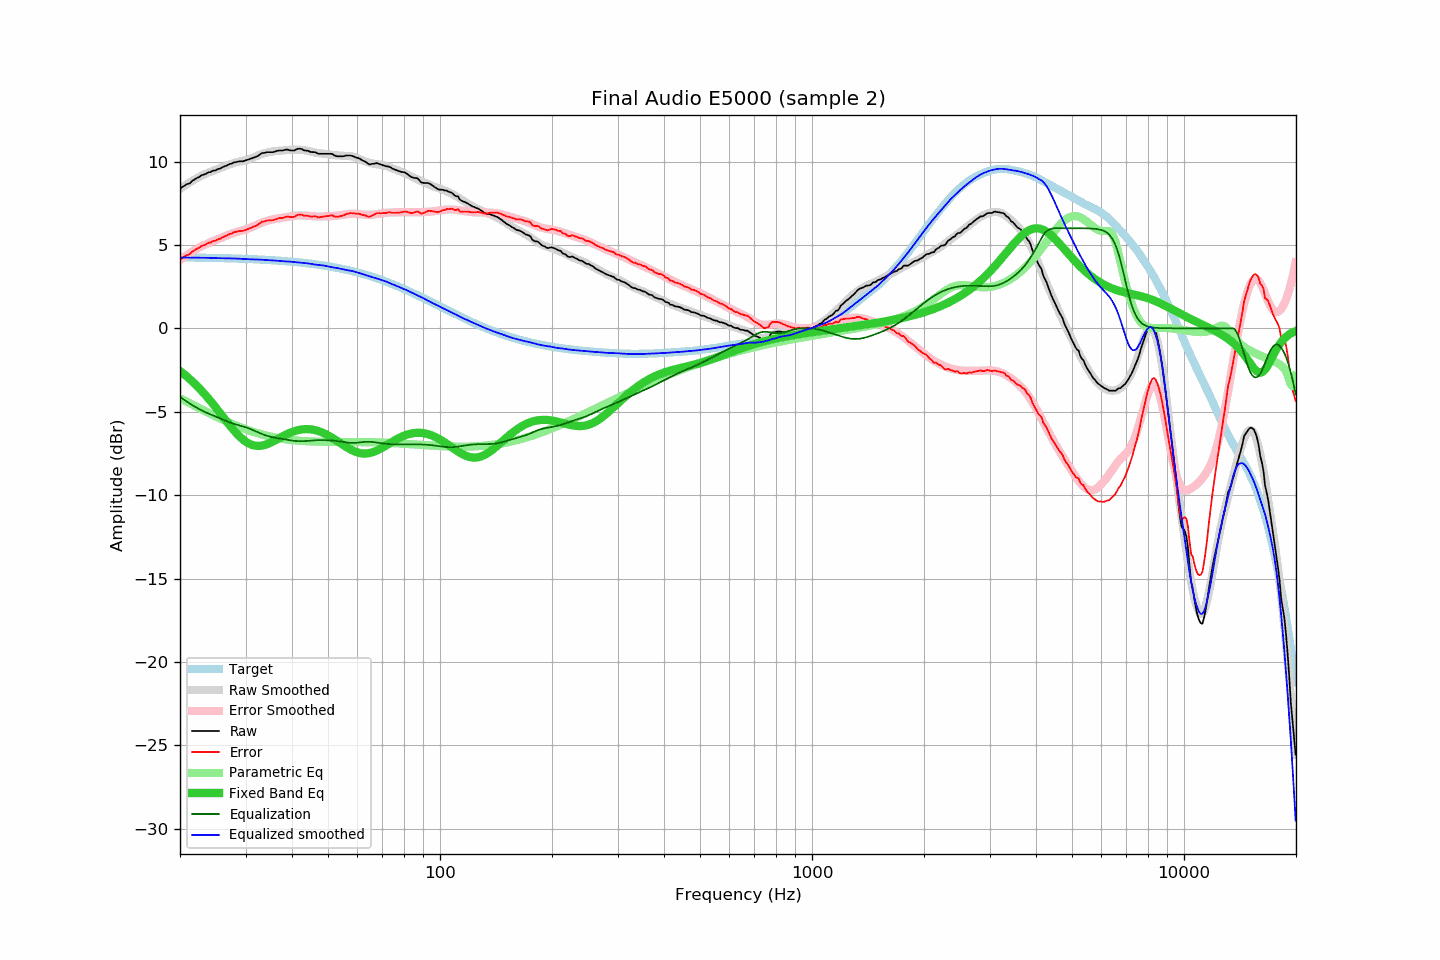 Final Audio E5000 (sample 2)
10
5
0
−5
−10
−15
−20
−25
−30
Amplitude (dBr)
Target
Raw Smoothed
Error Smoothed
Raw
Error
Parametric Eq
Fixed Band Eq
Equalization
Equalized smoothed
100
1000
10000
Frequency (Hz)